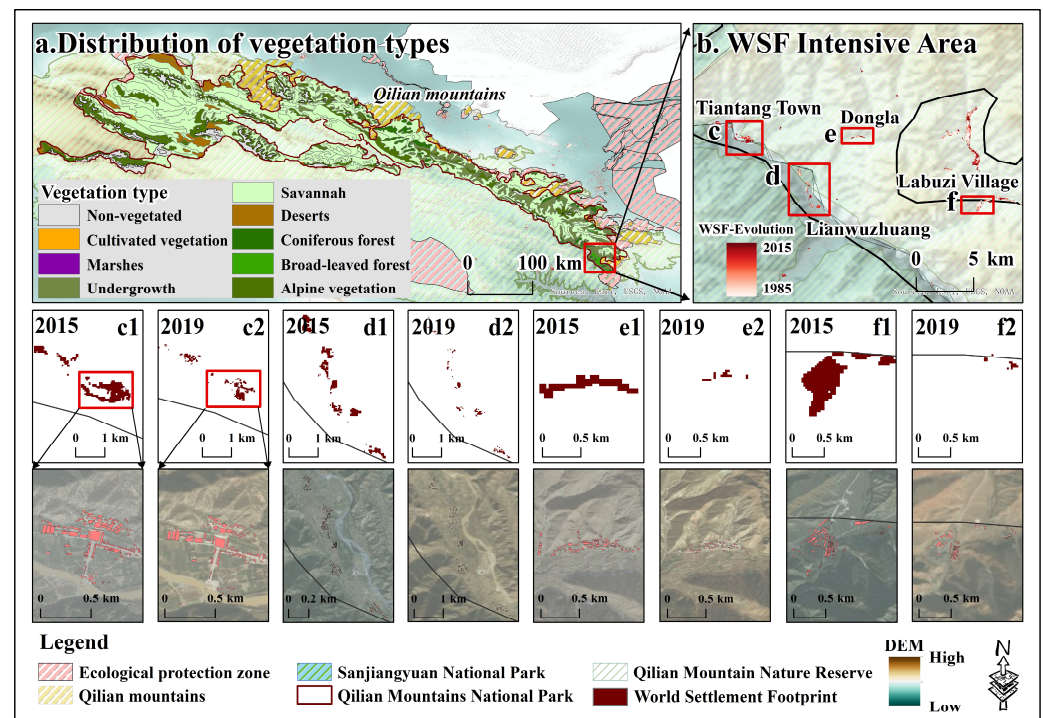 a.Distribution of vegetation types
Qilian mountains
Vegetation type
Non-vegetated
Cultivated vegetation
Marshes
Undergrowth
Savannah
Deserts
Coniferous forest
Broad-leaved forest
Alpine vegetation
0 100 km
USGS, NOAA
b. WSF Intensive Area
Tiantang Town
c
e
Dongla
d
Labuzi Village
f
Lianwuzhuang
WSF-Evolution
2015
1985
0 5 km
USGS, NOAA
2015 c1
0 1 km
2019 c2
0 1 km
2015 d1
0 1 km
2019 d2
0 1 km
2015 e1
0 0.5 km
2019 e2
0 0.5 km
2015 f1
0 0.5 km
2019 f2
0 0.5 km
0 0.5 km
0 0.5 km
0 0.2 km
0 1 km
0 0.5 km
0 0.5 km
0 0.5 km
0 0.5 km
Legend
Ecological protection zone
Qilian mountains
Sanjiangyuan National Park
Qilian Mountains National Park
Qilian Mountain Nature Reserve
World Settlement Footprint
DEM
High
Low
N